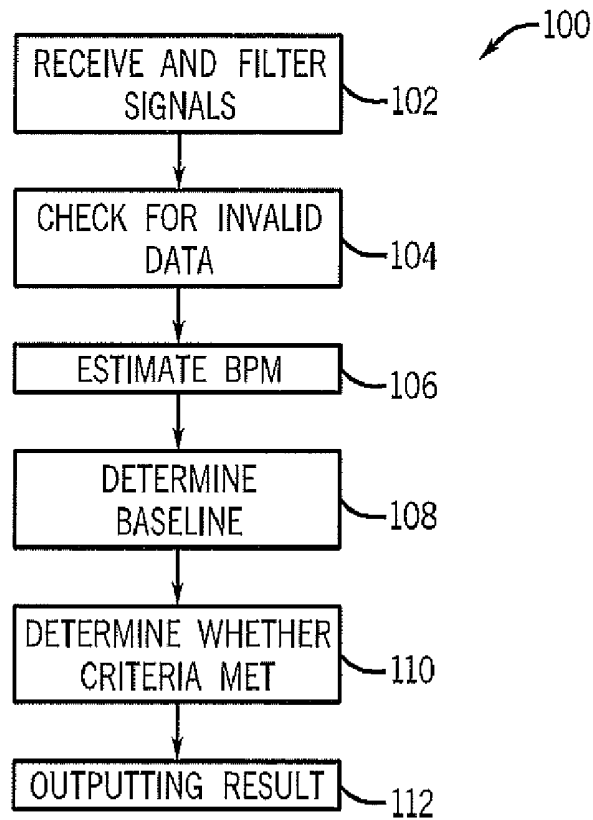 100
RECEIVE AND FILTER
SIGNALS
102
CHECK FOR INVALID
DATA
104
ESTIMATE BPM
106
DETERMINE
BASELINE
108
DETERMINE WHETHER
CRITERIA MET
110
OUTPUTTING RESULT
112